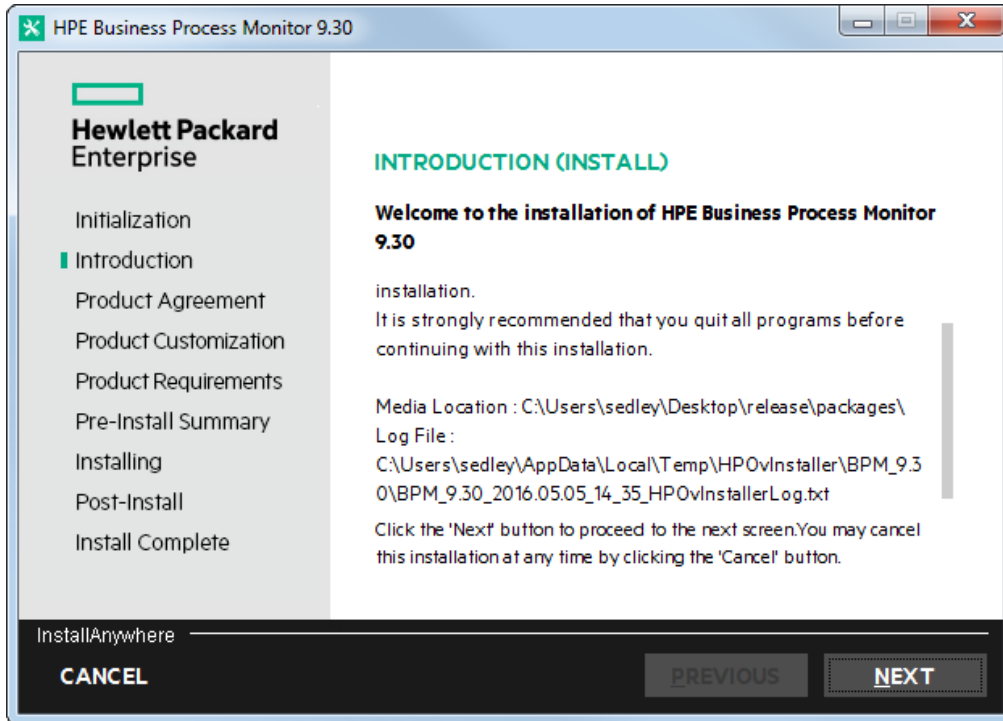 HPE Business Process Monitor 9.30
Hewlett Packard
Enterprise
Initialization
Introduction
Product Agreement
Product Customization
Product Requirements
Pre-Install Summary
Installing
Post-Install
Install Complete
INTRODUCTION (INSTALL)
Welcome to the installation of HPE Business Process Monitor
9.30
installation.
It is strongly recommended that you quit all programs before
continuing with this installation.
Media Location : C:\Users\sedley\Desktop\release\packages\
Log File :
C:\Users\sedley\AppData\Local\Temp\HPOvInstaller\BPM_9.3
0\BPM_9.30_2016.05.05_14_35_HPOvInstallerLog.txt
Click the 'Next' button to proceed to the next screen.You may cancel
this installation at any time by clicking the 'Cancel' button.
InstallAnywhere
CANCEL
PREVIOUS
NEXT